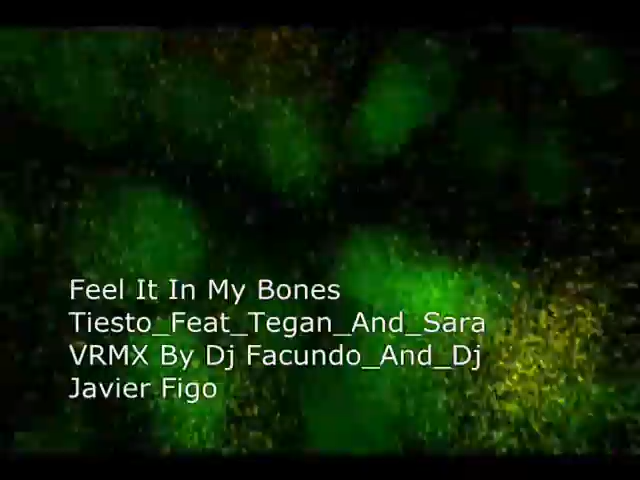 Feel It In My Bones
Tiesto_Feat_Tegan_And_Sara
VRMX By Dj Facundo_And_Dj
Javier Figo